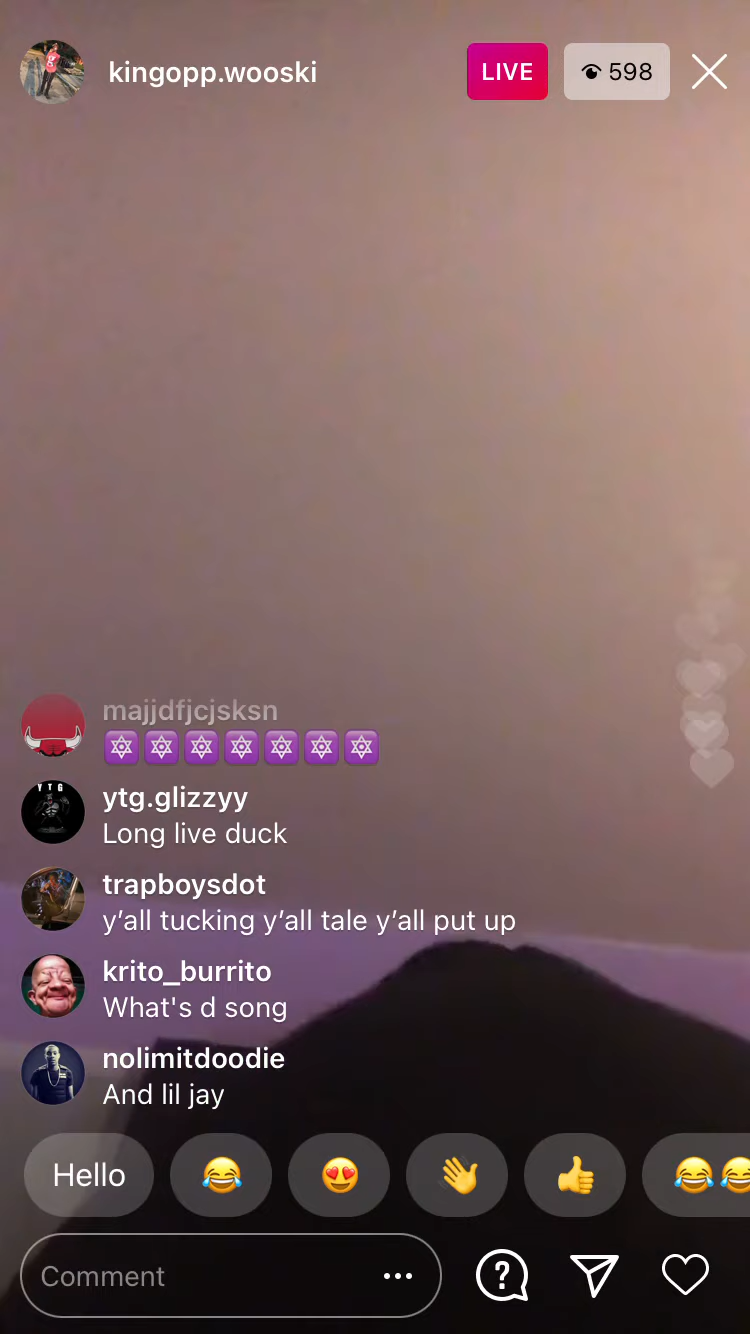 kingopp.wooski
LIVE
598
majjdfjcjsksn
🔯🔯🔯🔯🔯🔯🔯
YTG
ytg.glizzyy
Long live duck
trapboysdot
y’all tucking y’all tale y’all put up
krito_burrito
What's d song
nolimitdoodie
And lil jay
Hello
😂
😍
👋
👍
😂😂
Comment